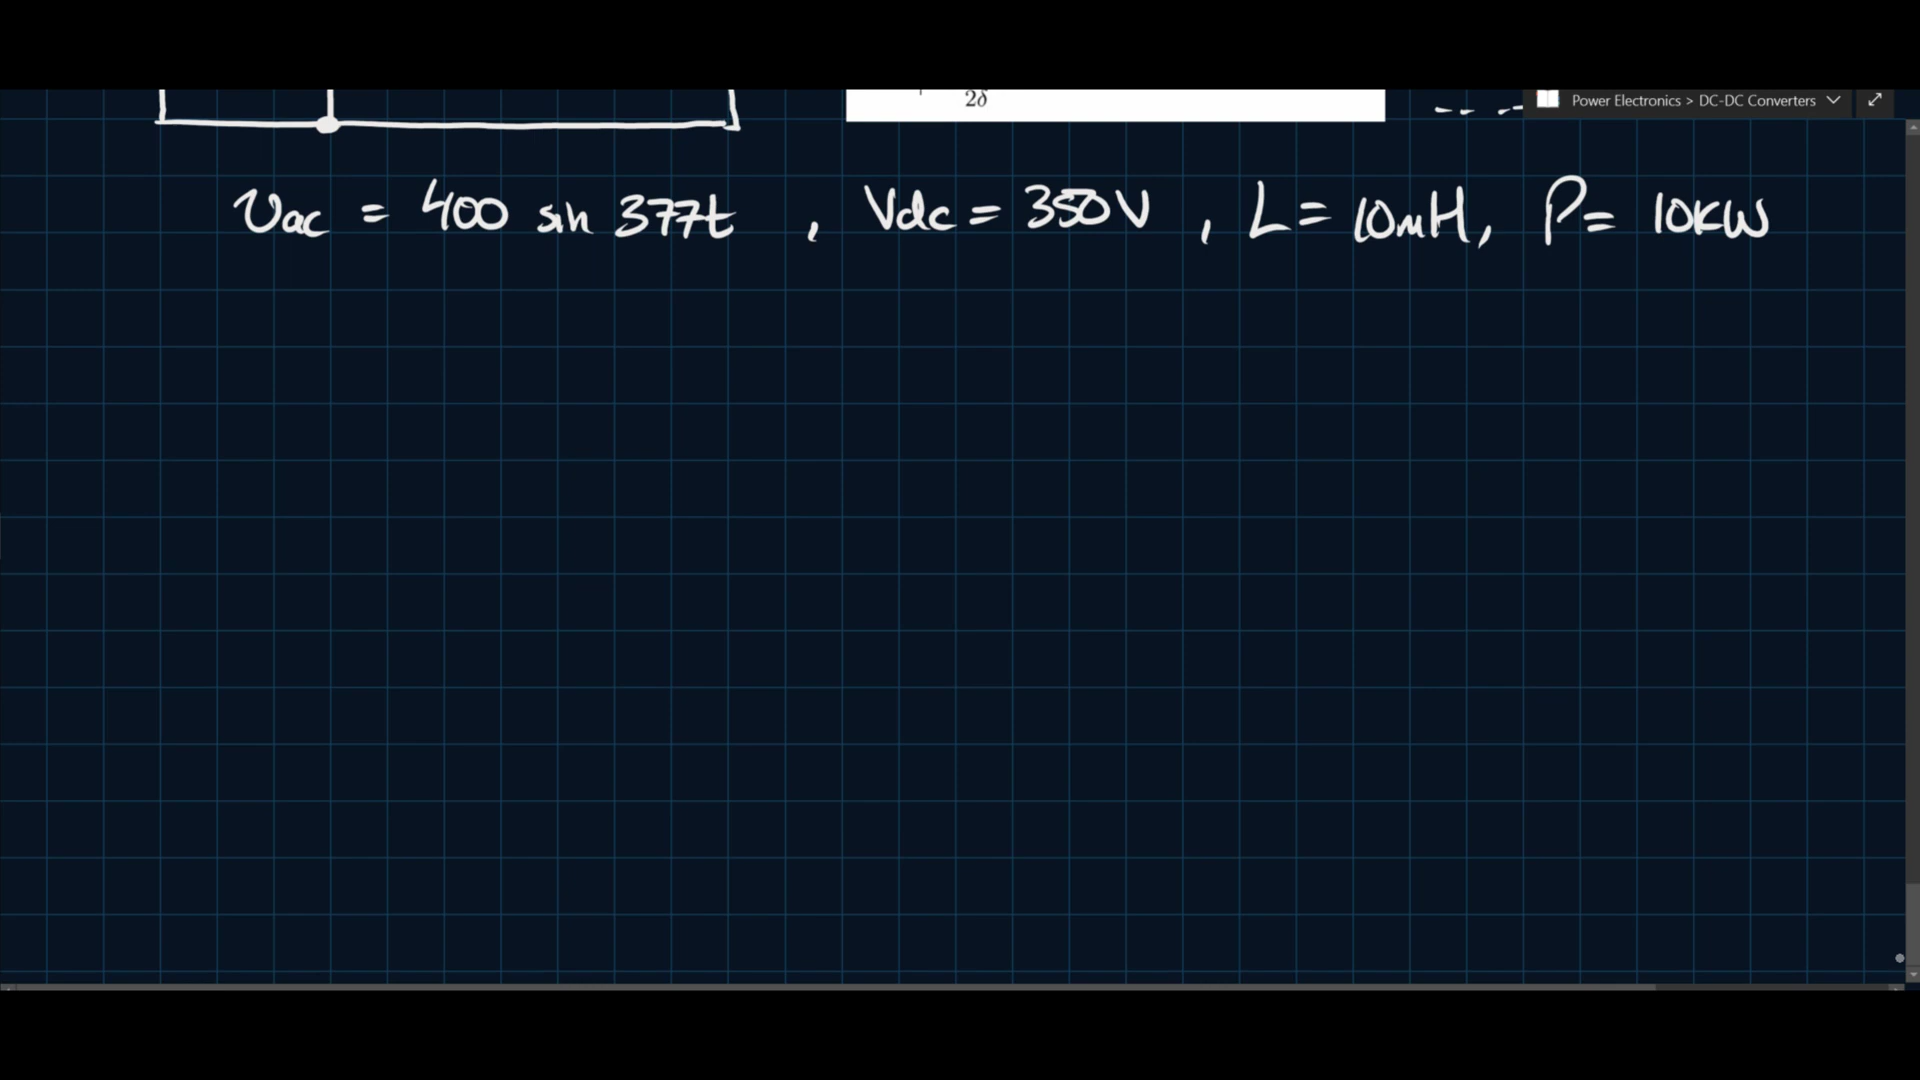 2δ
Power Electronics > DC-DC Converters
Vac = 400 sin 377t , Vdc = 350V , L = 10mH, P = 10KW